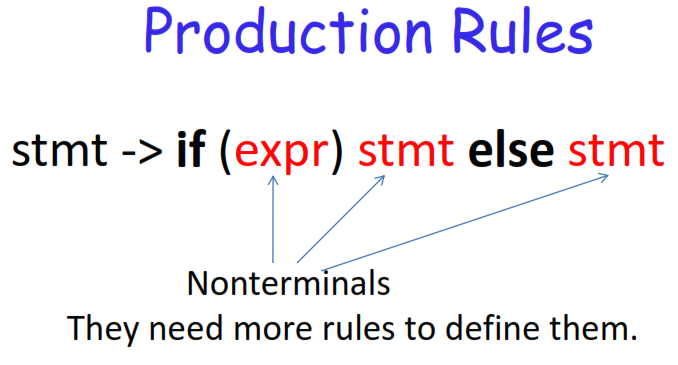 Production Rules
stmt -> if (expr) stmt else stmt
Nonterminals
They need more rules to define them.